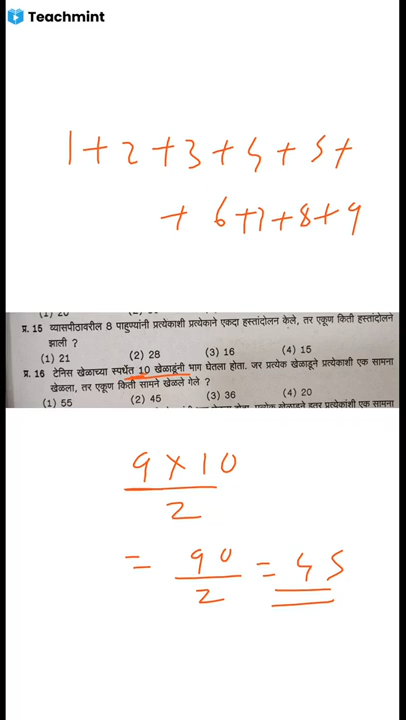 Teachmint
1 + 2 + 3 + 4 + 5 +
+ 6 + 7 + 8 + 9
(1) 20
प्र. 15 व्यासपीठावरील 8 पाहुण्यांनी प्रत्येकाशी प्रत्येकाने एकदा हस्तांदोलन केले, तर एकूण किती हस्तांदोलने
झाली ?
(1) 21 (2) 28 (3) 16 (4) 15
प्र. 16 टेनिस खेळाच्या स्पर्धेत 10 खेळाडूंनी भाग घेतला होता. जर प्रत्येक खेळाडूने प्रत्येकाशी एक सामना
खेळला, तर एकूण किती सामने खेळले गेले ?
(1) 55 (2) 45 (3) 36 (4) 20
9 × 10
2
= 90 = 45
2